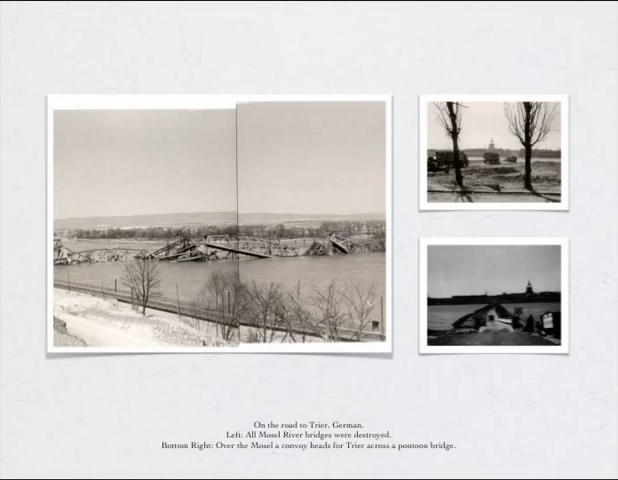 On the road to Trier, German.
Left: All Mosel River bridges were destroyed.
Bottom Right: Over the Mosel a convoy heads for Trier across a pontoon bridge.